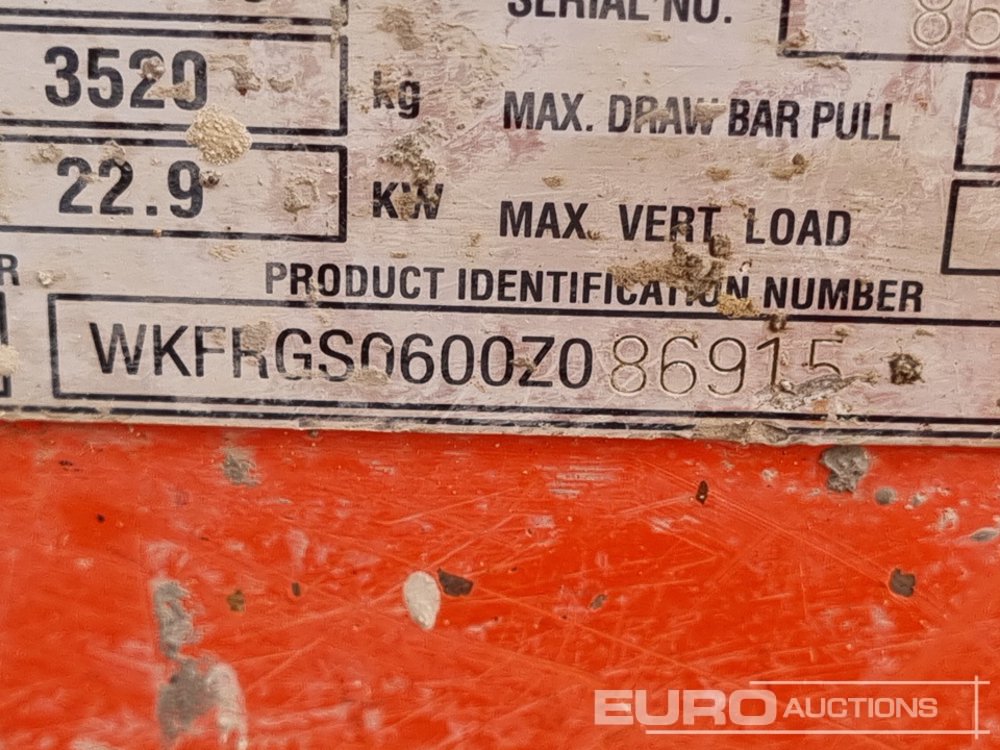 SERIAL NO. 86
3520 kg MAX. DRAW BAR PULL
22.9 KW MAX. VERT. LOAD
R PRODUCT IDENTIFICATION NUMBER
WKFRGS0600Z086915
EURO AUCTIONS